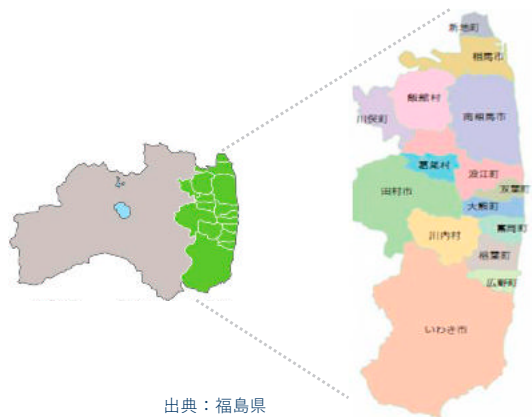 新地町
相馬市
飯舘村
川俣町
南相馬市
葛尾村
浪江町
双葉町
田村市
大熊町
富岡町
川内村
楢葉町
広野町
いわき市
出典：福島県